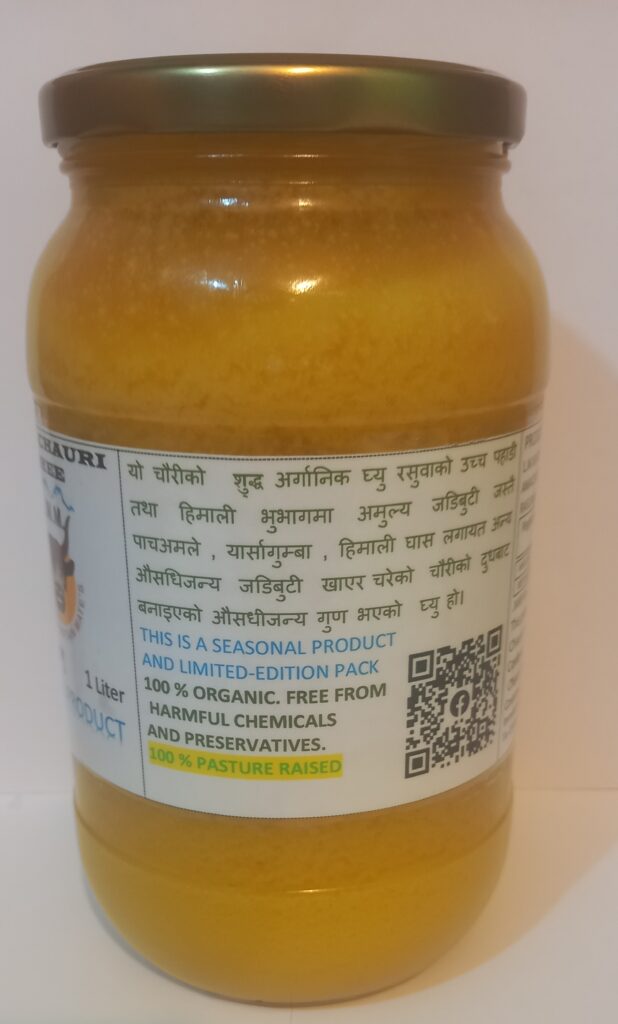 CHAURI
यो चौरीको शुद्ध अर्गानिक घ्यु रसुवाको उच्च पहाडी
तथा हिमाली भुभागमा अमुल्य जडिबुटी जस्तै
पाचअमले , यार्सागुम्बा , हिमाली घास लगायत अन्य
औसधिजन्य जडिबुटी खाएर चरेको चौरीको दुधबाट
बनाइएको औसधीजन्य गुण भएको घ्यु हो।
THIS IS A SEASONAL PRODUCT
AND LIMITED-EDITION PACK
100 % ORGANIC. FREE FROM
HARMFUL CHEMICALS
AND PRESERVATIVES.
100 % PASTURE RAISED
1 Liter